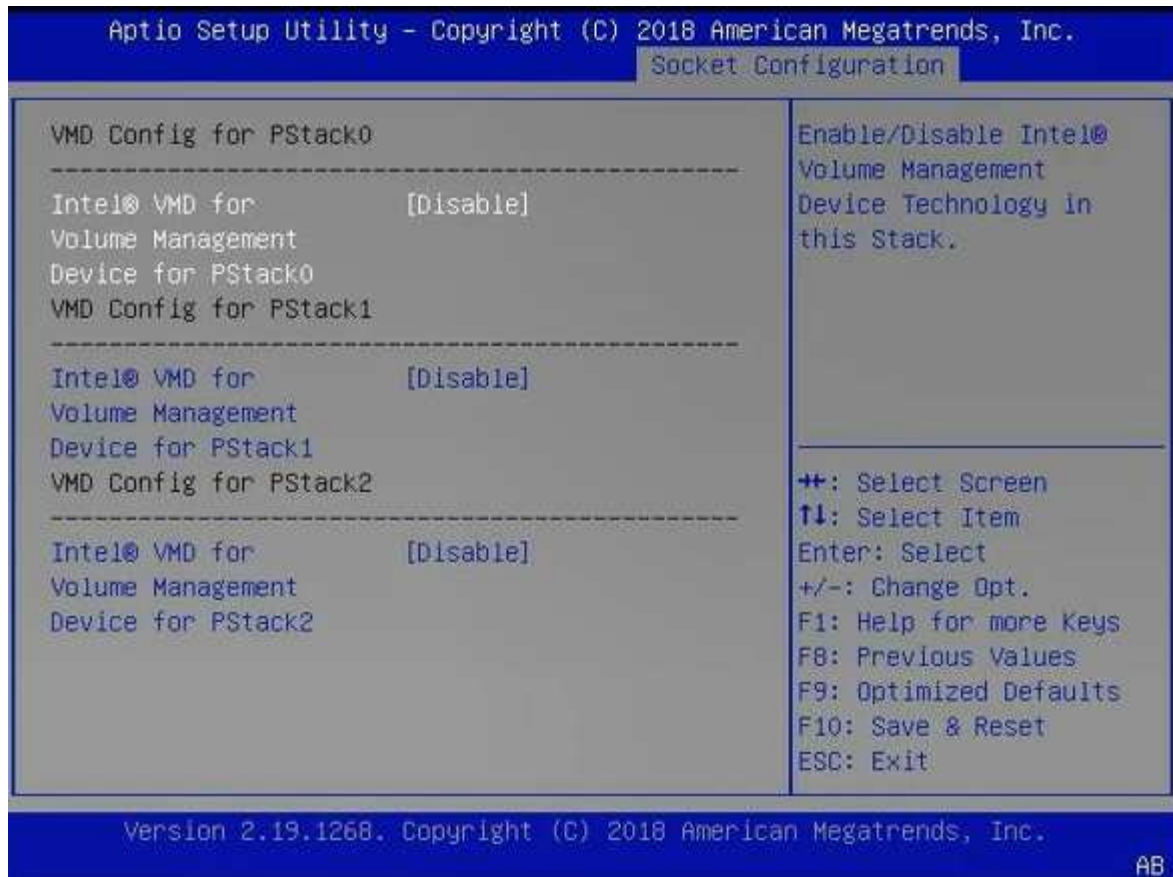 Aptio Setup Utility – Copyright (C) 2018 American Megatrends, Inc.
Socket Configuration
VMD Config for PStack0
------------------------------------------------
Intel® VMD for [Disable]
Volume Management
Device for PStack0
VMD Config for PStack1
------------------------------------------------
Intel® VMD for [Disable]
Volume Management
Device for PStack1
VMD Config for PStack2
------------------------------------------------
Intel® VMD for [Disable]
Volume Management
Device for PStack2
Enable/Disable Intel®
Volume Management
Device Technology in
this Stack.
→←: Select Screen
↑↓: Select Item
Enter: Select
+/-: Change Opt.
F1: Help for more Keys
F8: Previous Values
F9: Optimized Defaults
F10: Save & Reset
ESC: Exit
Version 2.19.1268. Copyright (C) 2018 American Megatrends, Inc.
AB